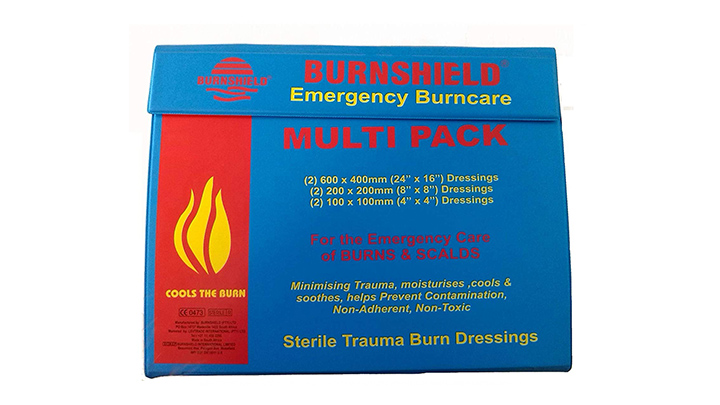 BURNSHIELD®
BURNSHIELD®
Emergency Burncare
MULTI PACK
(2) 600 x 400mm (24” x 16”) Dressings
(2) 200 x 200mm (8” x 8”) Dressings
(2) 100 x 100mm (4” x 4”) Dressings
For the Emergency Care
of BURNS & SCALDS
COOLS THE BURN
Minimising Trauma, moisturises ,cools &
soothes, helps Prevent Contamination,
Non-Adherent, Non-Toxic
CE 0473
Sterile Trauma Burn Dressings